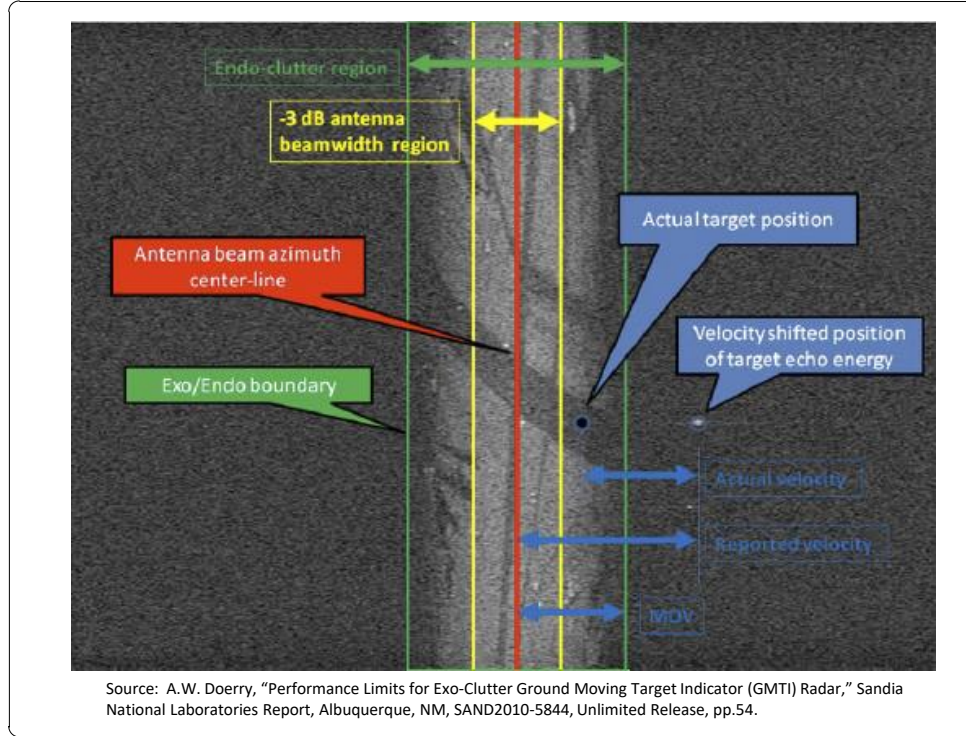 Endo-clutter region
-3 dB antenna
beamwidth region
Actual target position
Antenna beam azimuth
center-line
Velocity shifted position
of target echo energy
Exo/Endo boundary
Actual velocity
Reported velocity
MDV
Source: A.W. Doerry, “Performance Limits for Exo-Clutter Ground Moving Target Indicator (GMTI) Radar,” Sandia
National Laboratories Report, Albuquerque, NM, SAND2010-5844, Unlimited Release, pp.54.